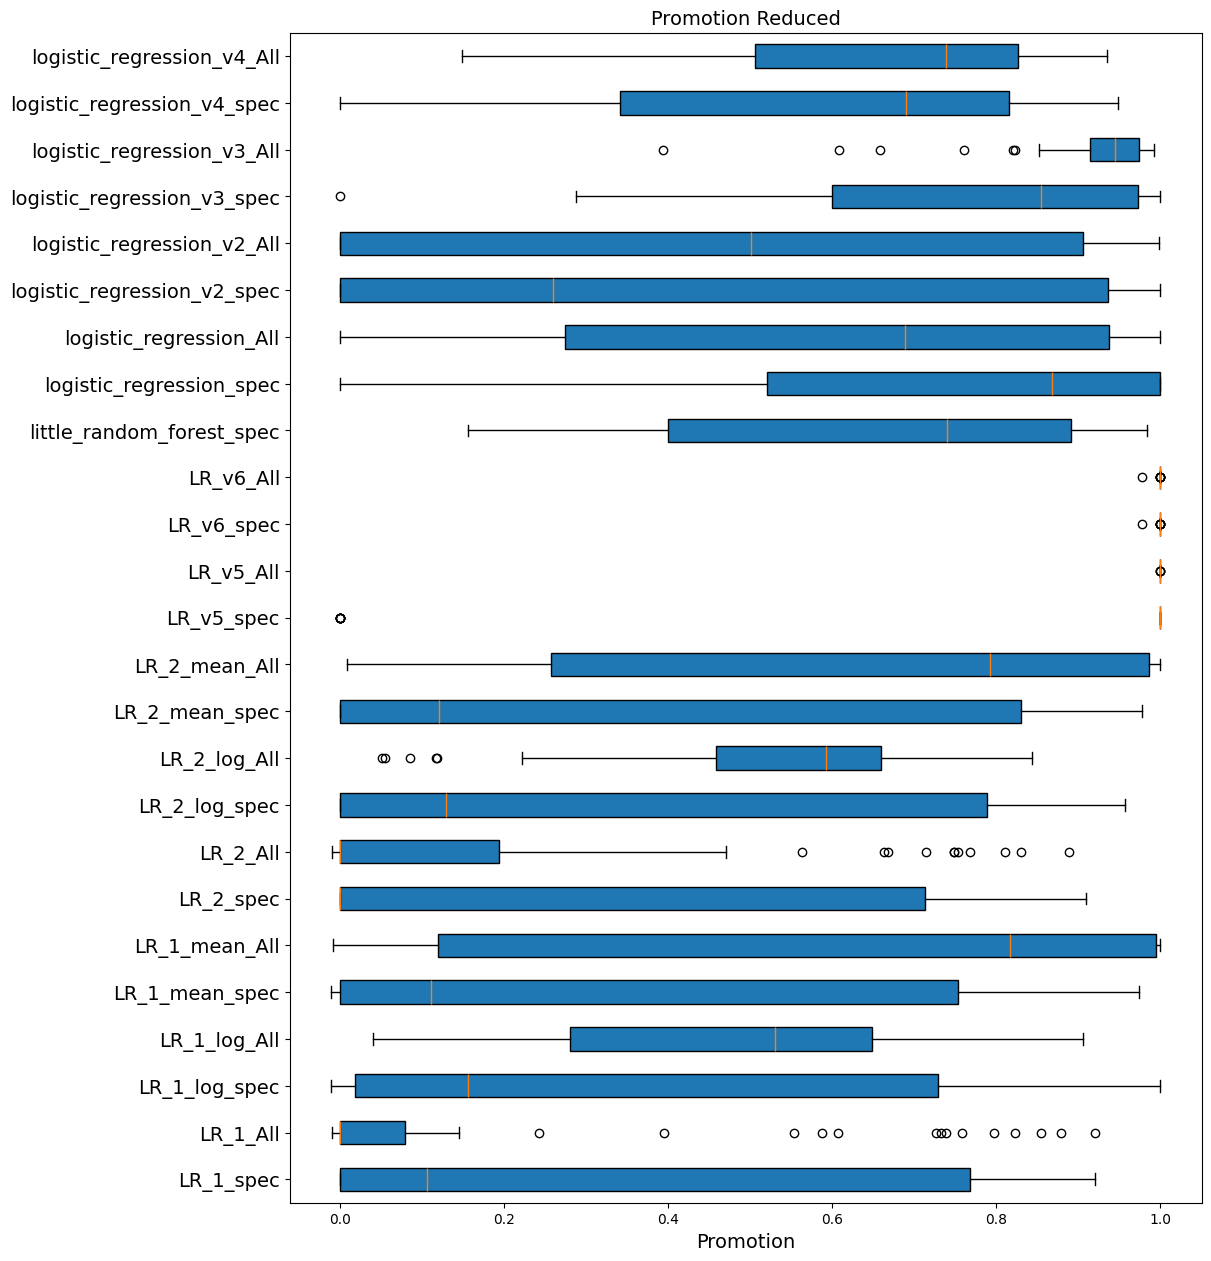 Promotion Reduced
logistic_regression_v4_All
logistic_regression_v4_spec
logistic_regression_v3_All
logistic_regression_v3_spec
logistic_regression_v2_All
logistic_regression_v2_spec
logistic_regression_All
logistic_regression_spec
little_random_forest_spec
LR_v6_All
LR_v6_spec
LR_v5_All
LR_v5_spec
LR_2_mean_All
LR_2_mean_spec
LR_2_log_All
LR_2_log_spec
LR_2_All
LR_2_spec
LR_1_mean_All
LR_1_mean_spec
LR_1_log_All
LR_1_log_spec
LR_1_All
LR_1_spec
0.0 0.2 0.4 0.6 0.8 1.0
Promotion